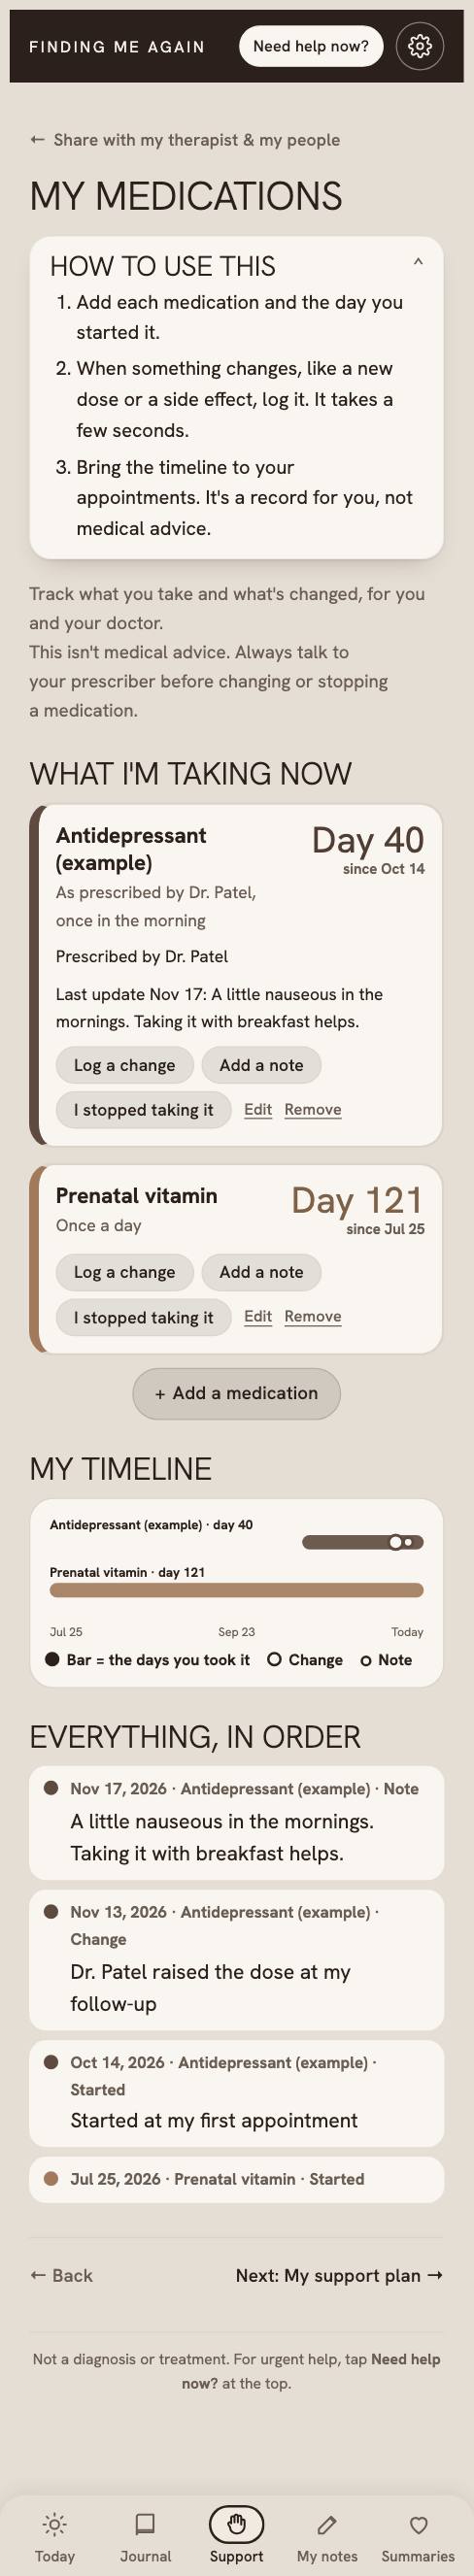 FINDING ME AGAIN
Need help now?
← Share with my therapist & my people
MY MEDICATIONS
HOW TO USE THIS
1. Add each medication and the day you
started it.
2. When something changes, like a new
dose or a side effect, log it. It takes a
few seconds.
3. Bring the timeline to your
appointments. It's a record for you, not
medical advice.
Track what you take and what's changed, for you
and your doctor.
This isn't medical advice. Always talk to
your prescriber before changing or stopping
a medication.
WHAT I'M TAKING NOW
Antidepressant
(example)
Day 40
since Oct 14
As prescribed by Dr. Patel,
once in the morning
Prescribed by Dr. Patel
Last update Nov 17: A little nauseous in the
mornings. Taking it with breakfast helps.
Log a change
Add a note
I stopped taking it
Edit
Remove
Prenatal vitamin
Day 121
Once a day
since Jul 25
Log a change
Add a note
I stopped taking it
Edit
Remove
+ Add a medication
MY TIMELINE
Antidepressant (example) · day 40
Prenatal vitamin · day 121
Jul 25
Sep 23
Today
Bar = the days you took it
Change
Note
EVERYTHING, IN ORDER
Nov 17, 2026 · Antidepressant (example) · Note
A little nauseous in the mornings.
Taking it with breakfast helps.
Nov 13, 2026 · Antidepressant (example) ·
Change
Dr. Patel raised the dose at my
follow-up
Oct 14, 2026 · Antidepressant (example) ·
Started
Started at my first appointment
Jul 25, 2026 · Prenatal vitamin · Started
← Back
Next: My support plan →
Not a diagnosis or treatment. For urgent help, tap Need help
now? at the top.
Today
Journal
Support
My notes
Summaries